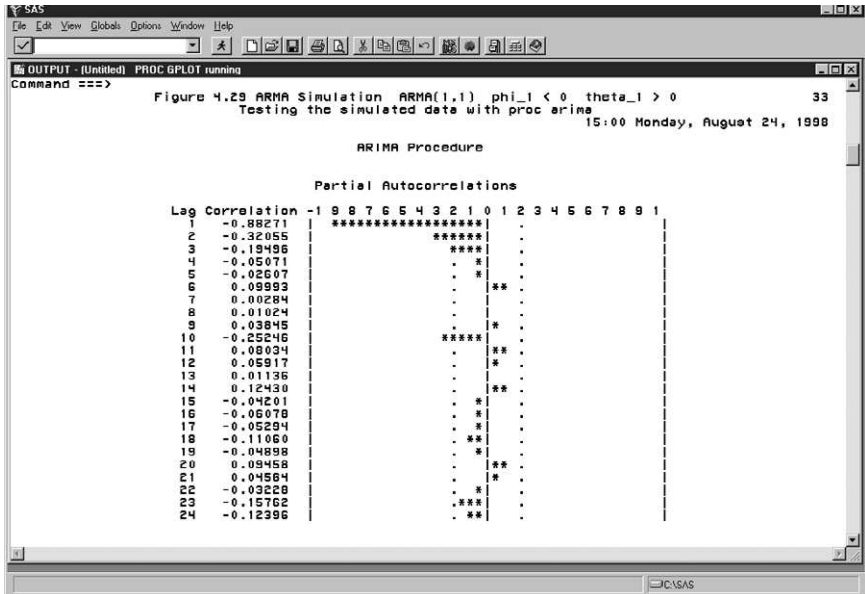 SAS
File Edit View Globals Options Window Help
OUTPUT - (Untitled) PROC GPLOT running
Command ===>
Figure 4.29 ARMA Simulation ARMA(1,1) phi_1 < 0 theta_1 > 0 33
Testing the simulated data with proc arima
15:00 Monday, August 24, 1998
ARIMA Procedure
Partial Autocorrelations
Lag Correlation -1 9 8 7 6 5 4 3 2 1 0 1 2 3 4 5 6 7 8 9 1
1 -0.88271 | ******************| . |
2 -0.32055 | ******| . |
3 -0.19496 | ****| . |
4 -0.05071 | . *| . |
5 -0.02607 | . *| . |
6 0.09993 | . |** . |
7 0.00284 | . | . |
8 0.01024 | . | . |
9 0.03845 | . |* . |
10 -0.25246 | *****| . |
11 0.08034 | . |** . |
12 0.05917 | . |* . |
13 0.01136 | . | . |
14 0.12430 | . |** . |
15 -0.04201 | . *| . |
16 -0.06078 | . *| . |
17 -0.05294 | . *| . |
18 -0.11060 | . **| . |
19 -0.04898 | . *| . |
20 0.09458 | . |** . |
21 0.04564 | . |* . |
22 -0.03228 | . *| . |
23 -0.15762 | .***| . |
24 -0.12396 | . **| . |
C:\SAS